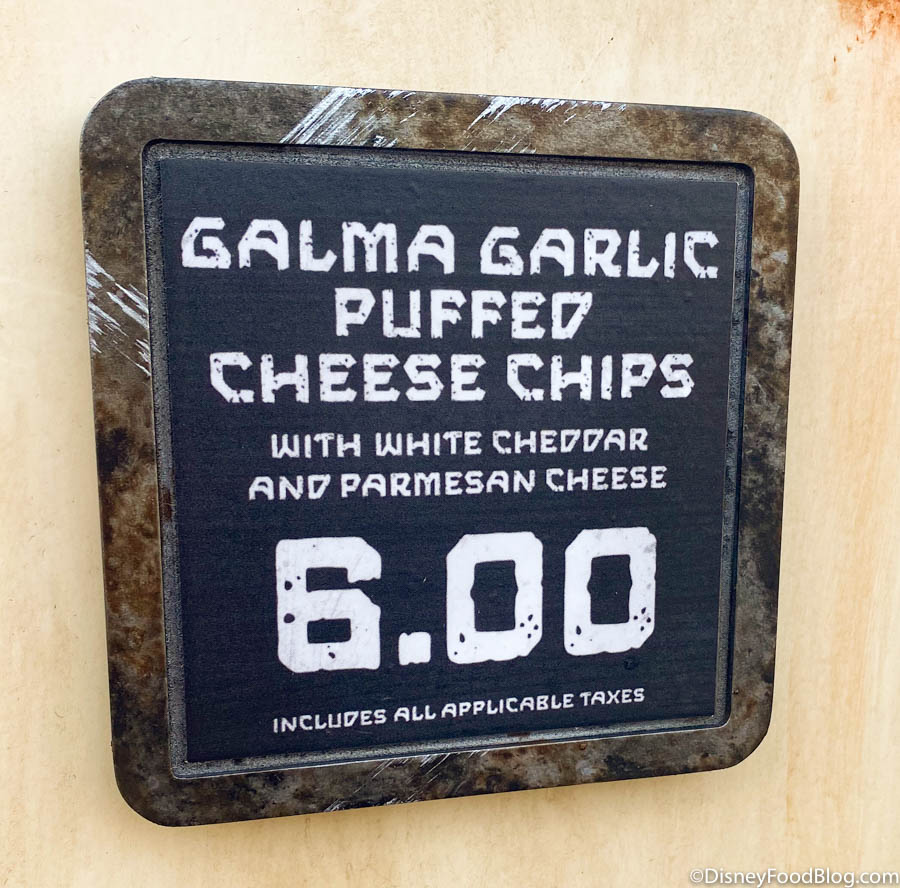 GALMA GARLIC
PUFFED
CHEESE CHIPS
WITH WHITE CHEDDAR
AND PARMESAN CHEESE
6.00
INCLUDES ALL APPLICABLE TAXES
©DisneyFoodBlog.com